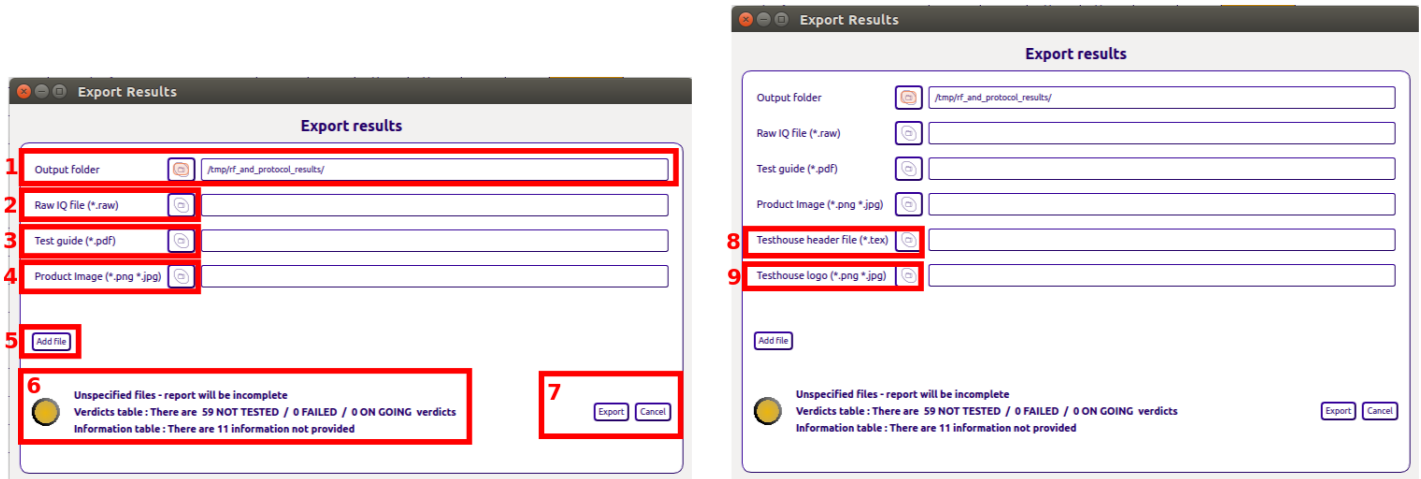 Export Results
Export results
1 Output folder /tmp/rf_and_protocol_results/
2 Raw IQ file (*.raw)
3 Test guide (*.pdf)
4 Product Image (*.png *.jpg)
5 Add file
6 Unspecified files - report will be incomplete
Verdicts table : There are 59 NOT TESTED / 0 FAILED / 0 ON GOING verdicts
Information table : There are 11 information not provided
7 Export Cancel
Export Results
Export results
Output folder /tmp/rf_and_protocol_results/
Raw IQ file (*.raw)
Test guide (*.pdf)
Product Image (*.png *.jpg)
8 Testhouse header file (*.tex)
9 Testhouse logo (*.png *.jpg)
Add file
Unspecified files - report will be incomplete
Verdicts table : There are 59 NOT TESTED / 0 FAILED / 0 ON GOING verdicts
Information table : There are 11 information not provided
Export Cancel